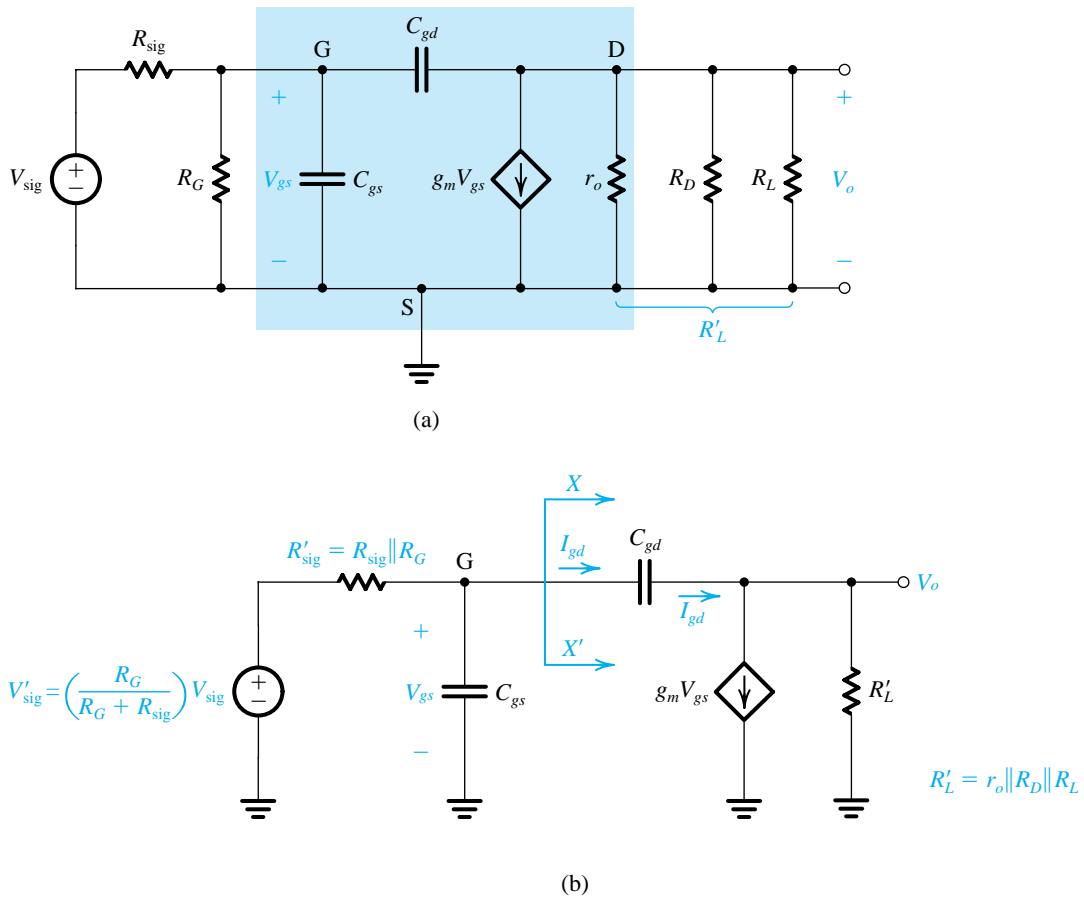 C_gd
R_sig
G
D
+
+
+
−
V_sig
R_G
V_gs
C_gs
g_m V_gs
r_o
R_D
R_L
V_o
−
−
S
R'_L
(a)
X
C_gd
R'_sig = R_sig‖R_G
G
I_gd
V_o
I_gd
+
X'
V'_sig = (R_G / (R_G + R_sig)) V_sig
+
−
V_gs
C_gs
g_m V_gs
R'_L
−
R'_L = r_o‖R_D‖R_L
(b)